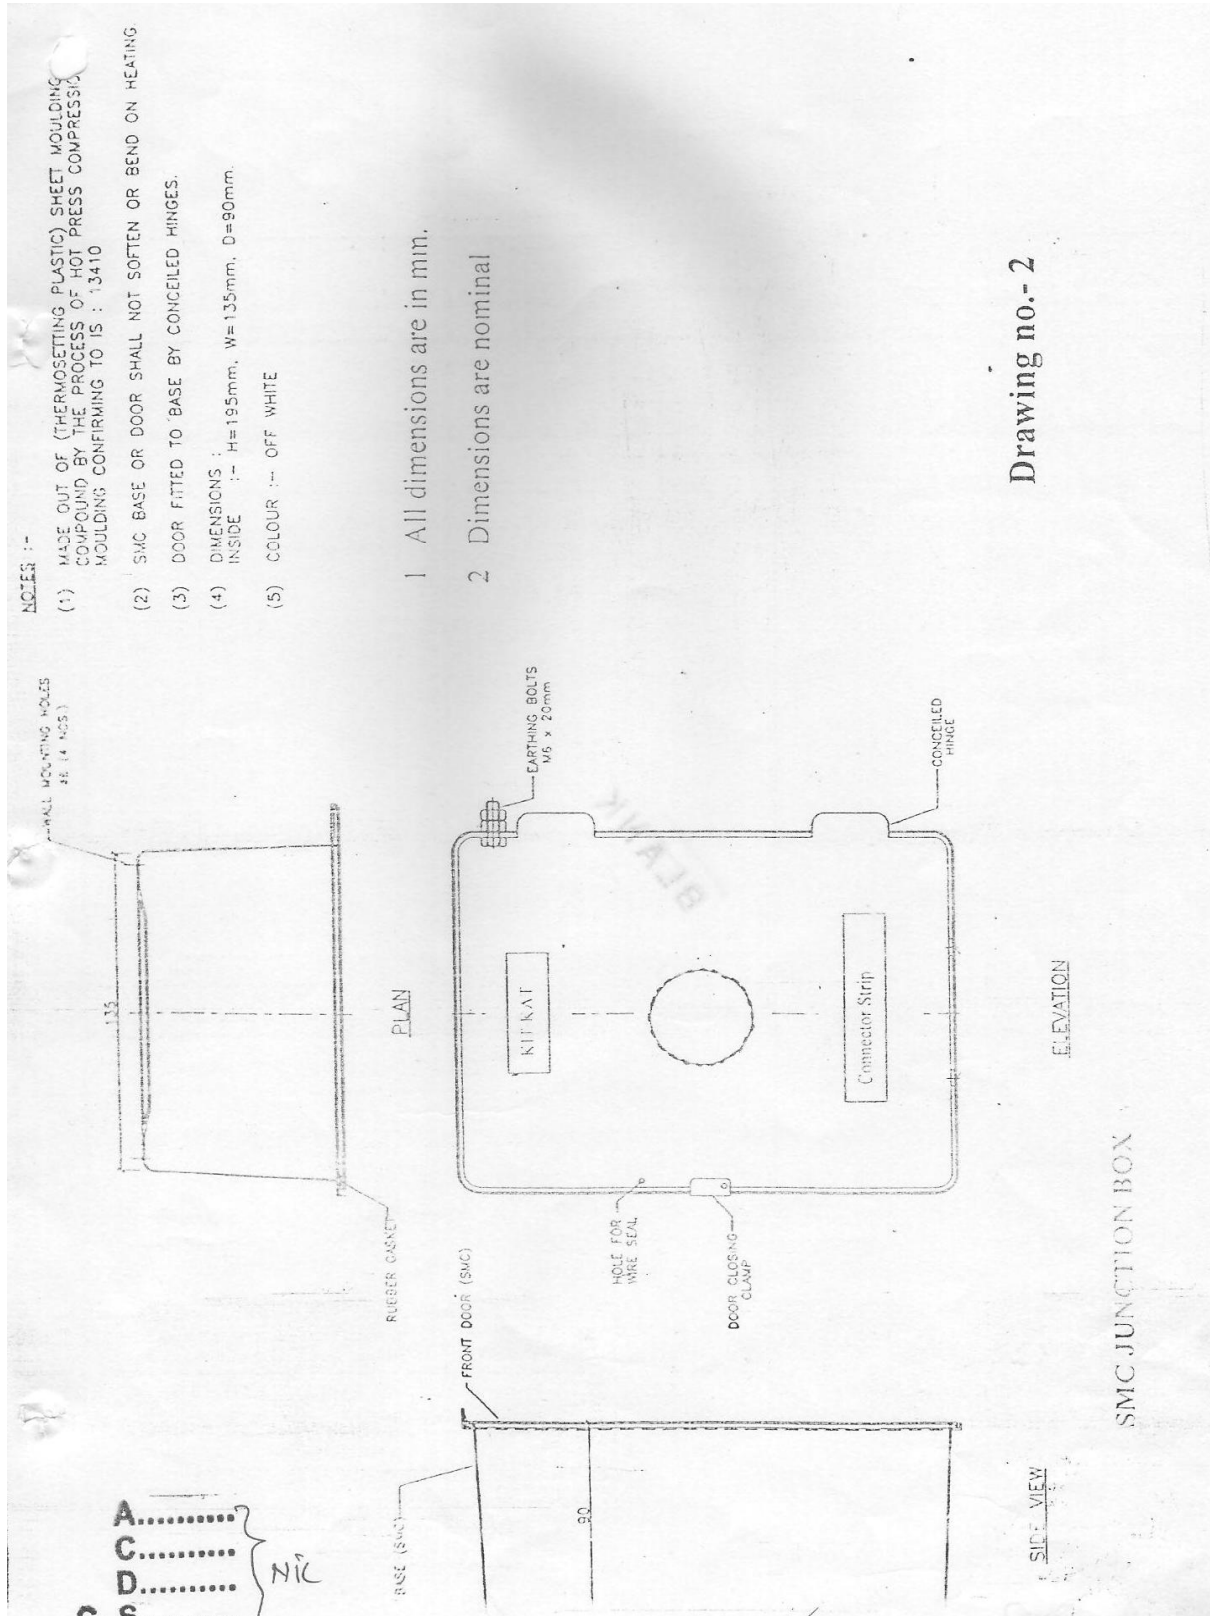 NOTES :-
(1) MADE OUT OF (THERMOSETTING PLASTIC) SHEET MOULDING
COMPOUND BY THE PROCESS OF HOT PRESS
MOULDING CONFIRMING TO IS : 13410
(2) SMC BASE OR DOOR SHALL NOT SOFTEN OR BEND ON HEATING.
(3) DOOR FITTED TO BASE BY CONCEILED HINGES.
(4) DIMENSIONS :
INSIDE :- H=195mm, W=135mm, D=90mm.
(5) COLOUR :- OFF WHITE
1 All dimensions are in mm.
2 Dimensions are nominal
Drawing no.- 2
WALL MOUNTING HOLES
(4 NOS.)
135
PLAN
RUBBER GASKET
EARTHING BOLTS
M6 x 20mm
CONCEILED
HINGE
KITKAT
Connector Strip
BLANK
HOLE FOR
WIRE SEAL
DOOR CLOSING
CLAMP
ELEVATION
FRONT DOOR (SMC)
BASE (SMC)
90
SIDE VIEW
SMC JUNCTION BOX
A..........
C..........
D..........
NIL